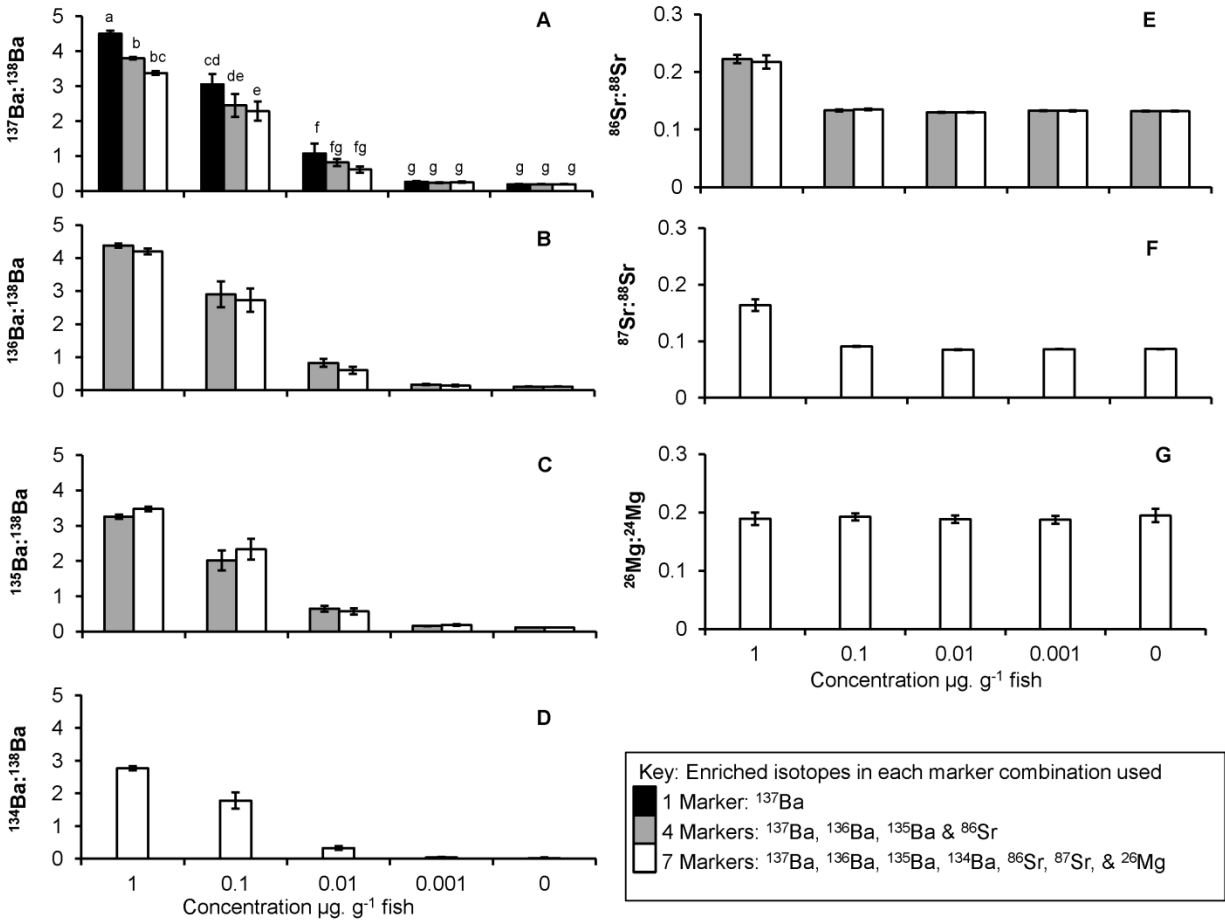 A
¹³⁷Ba:¹³⁸Ba
5
4
3
2
1
0
a
b
bc
cd
de
e
f
fg
fg
g g g
g g g
B
¹³⁶Ba:¹³⁸Ba
5
4
3
2
1
0
C
¹³⁵Ba:¹³⁸Ba
5
4
3
2
1
0
D
¹³⁴Ba:¹³⁸Ba
5
4
3
2
1
0
1 0.1 0.01 0.001 0
Concentration µg. g⁻¹ fish
E
⁸⁶Sr:⁸⁸Sr
0.3
0.2
0.1
0
F
⁸⁷Sr:⁸⁸Sr
0.3
0.2
0.1
0
G
²⁶Mg:²⁴Mg
0.3
0.2
0.1
0
1 0.1 0.01 0.001 0
Concentration µg. g⁻¹ fish
Key: Enriched isotopes in each marker combination used
1 Marker: ¹³⁷Ba
4 Markers: ¹³⁷Ba, ¹³⁶Ba, ¹³⁵Ba & ⁸⁶Sr
7 Markers: ¹³⁷Ba, ¹³⁶Ba, ¹³⁵Ba, ¹³⁴Ba, ⁸⁶Sr, ⁸⁷Sr, & ²⁶Mg